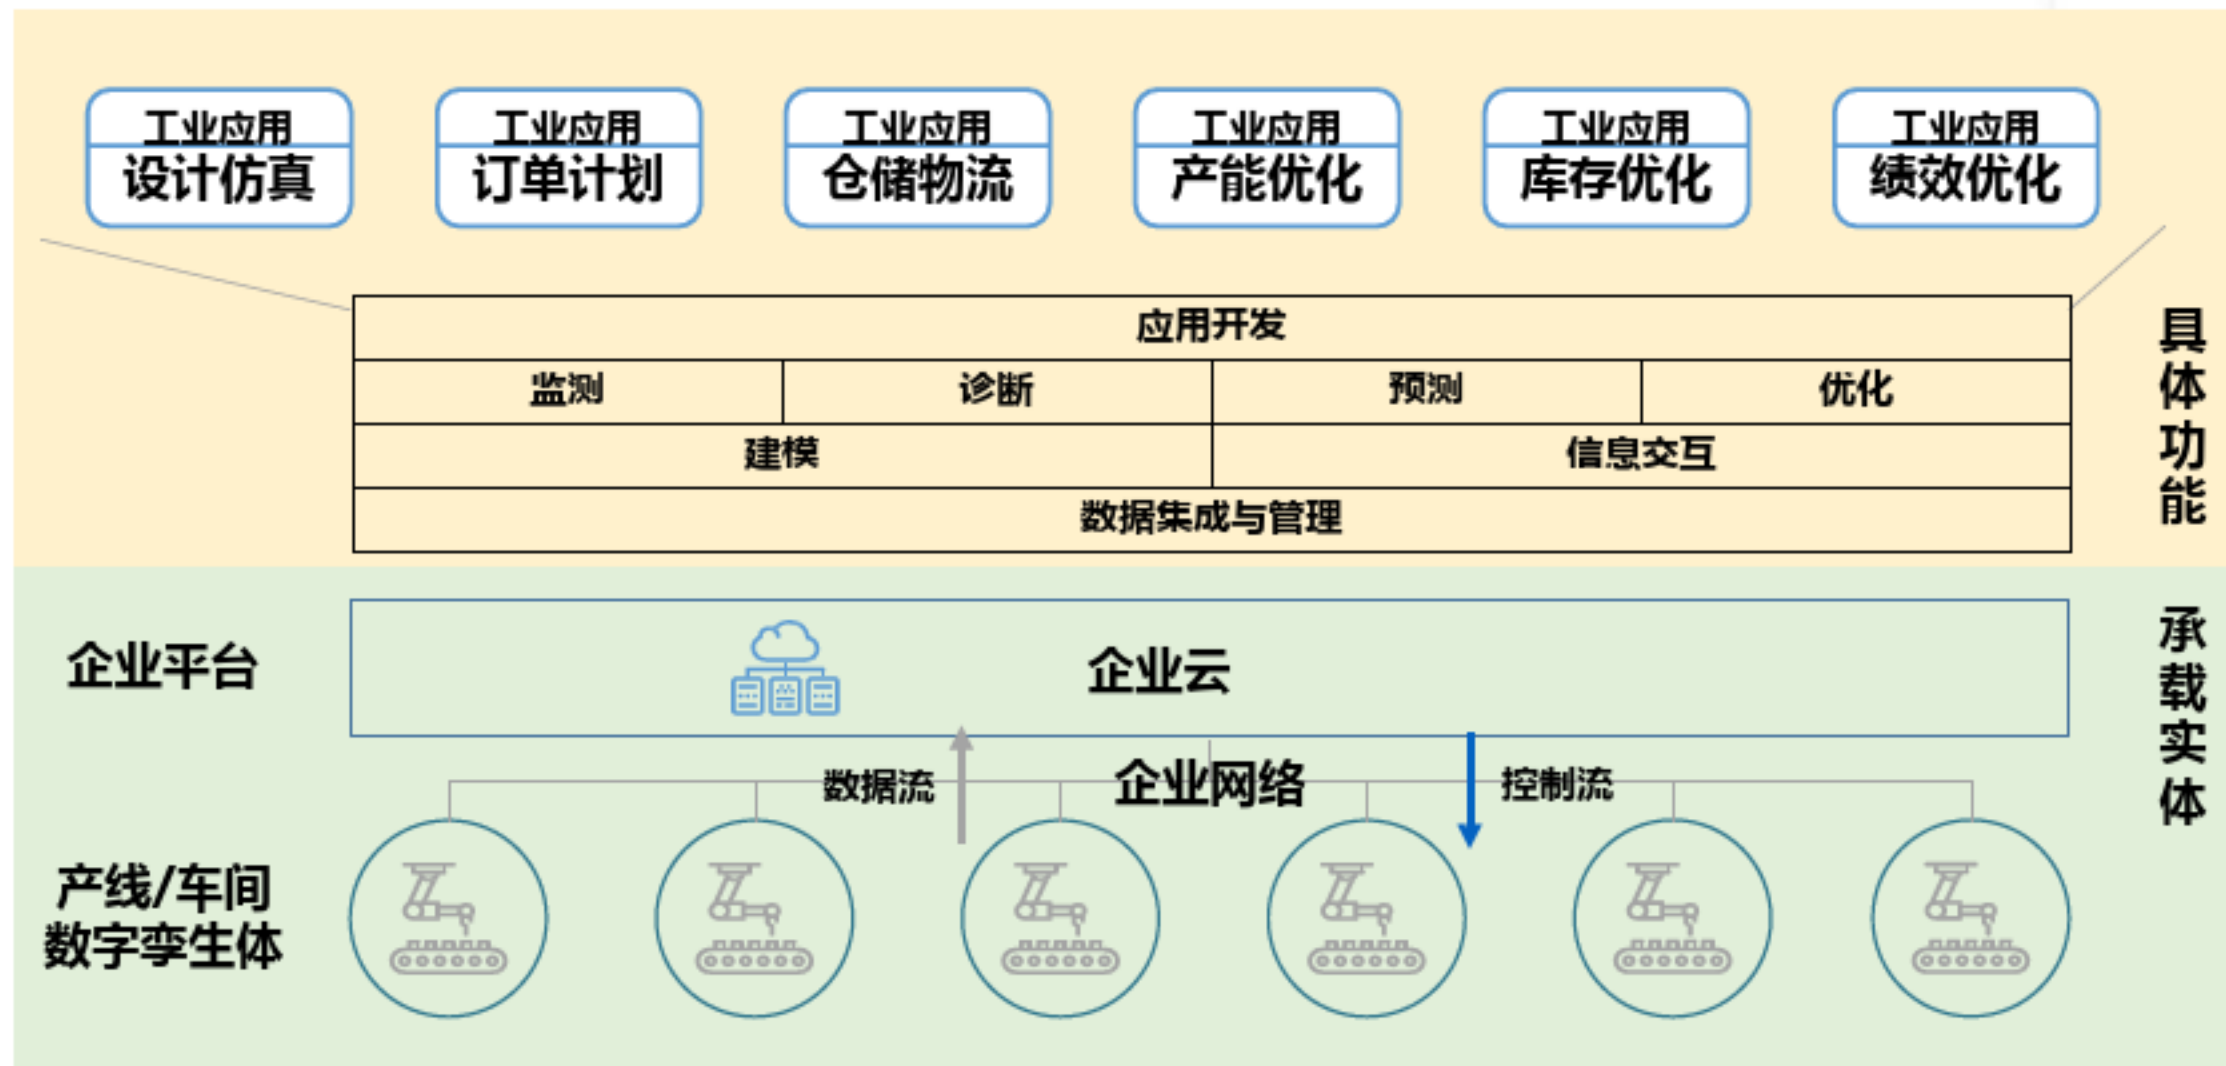 工业应用
设计仿真
工业应用
订单计划
工业应用
仓储物流
工业应用
产能优化
工业应用
库存优化
工业应用
绩效优化
应用开发
监测
诊断
预测
优化
建模
信息交互
数据集成与管理
具体功能
企业平台
企业云
数据流
企业网络
控制流
产线/车间
数字孪生体
承载实体